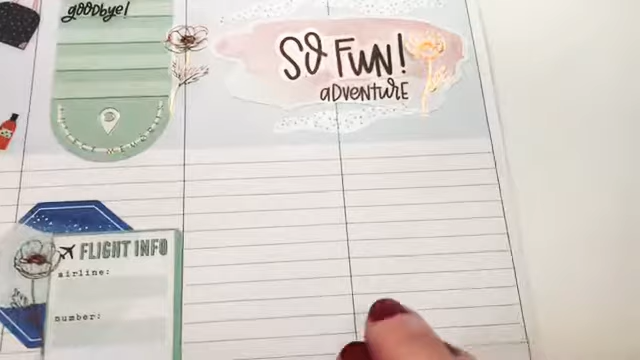 goodbye!
SO FUN!
aDVENTURE
FLIGHT INFO
airline:
number: